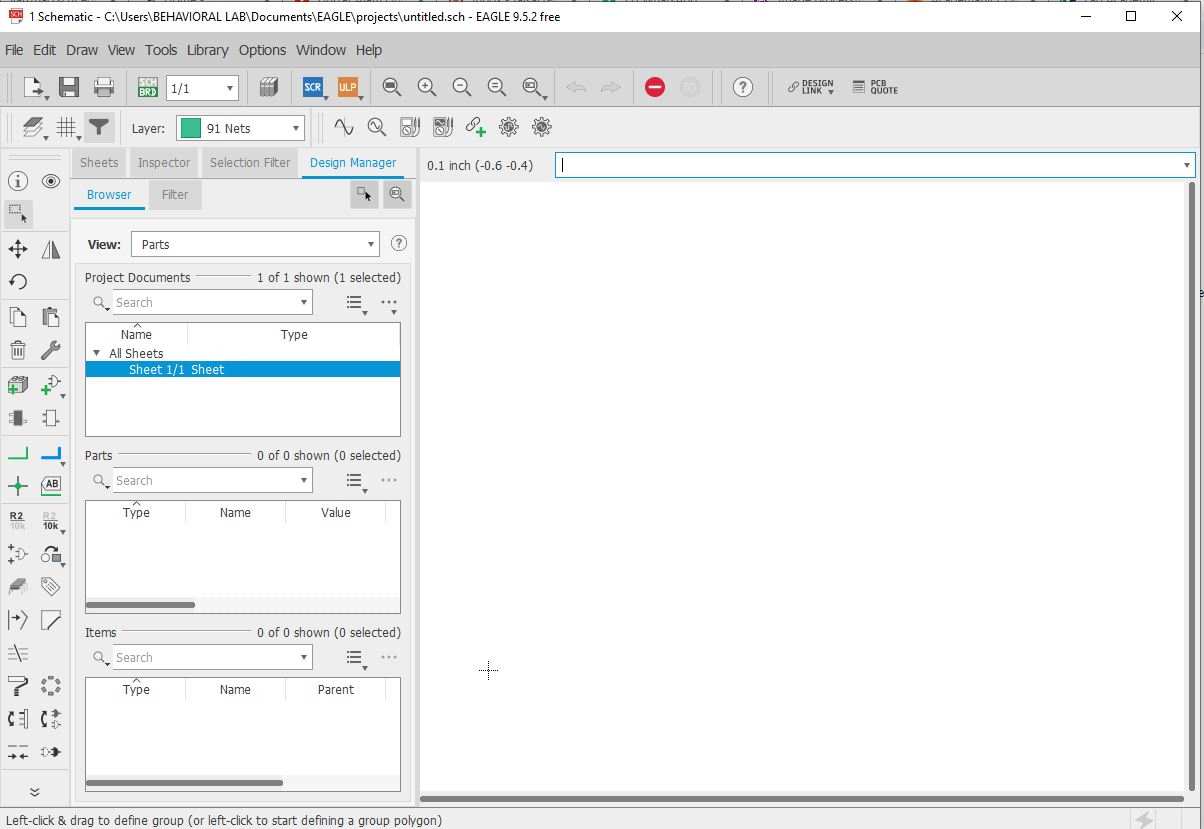 1 Schematic - C:\Users\BEHAVIORAL LAB\Documents\EAGLE\projects\untitled.sch - EAGLE 9.5.2 free
File Edit Draw View Tools Library Options Window Help
SCH BRD 1/1 SCR ULP DESIGN LINK PCB QUOTE
Layer: 91 Nets
Sheets Inspector Selection Filter Design Manager
0.1 inch (-0.6 -0.4)
Browser Filter
View: Parts
Project Documents 1 of 1 shown (1 selected)
Search
Name Type
All Sheets
Sheet 1/1 Sheet
Parts 0 of 0 shown (0 selected)
Search
Type Name Value
Items 0 of 0 shown (0 selected)
Search
Type Name Parent
AB
R2 R2
10k 10k
Left-click & drag to define group (or left-click to start defining a group polygon)